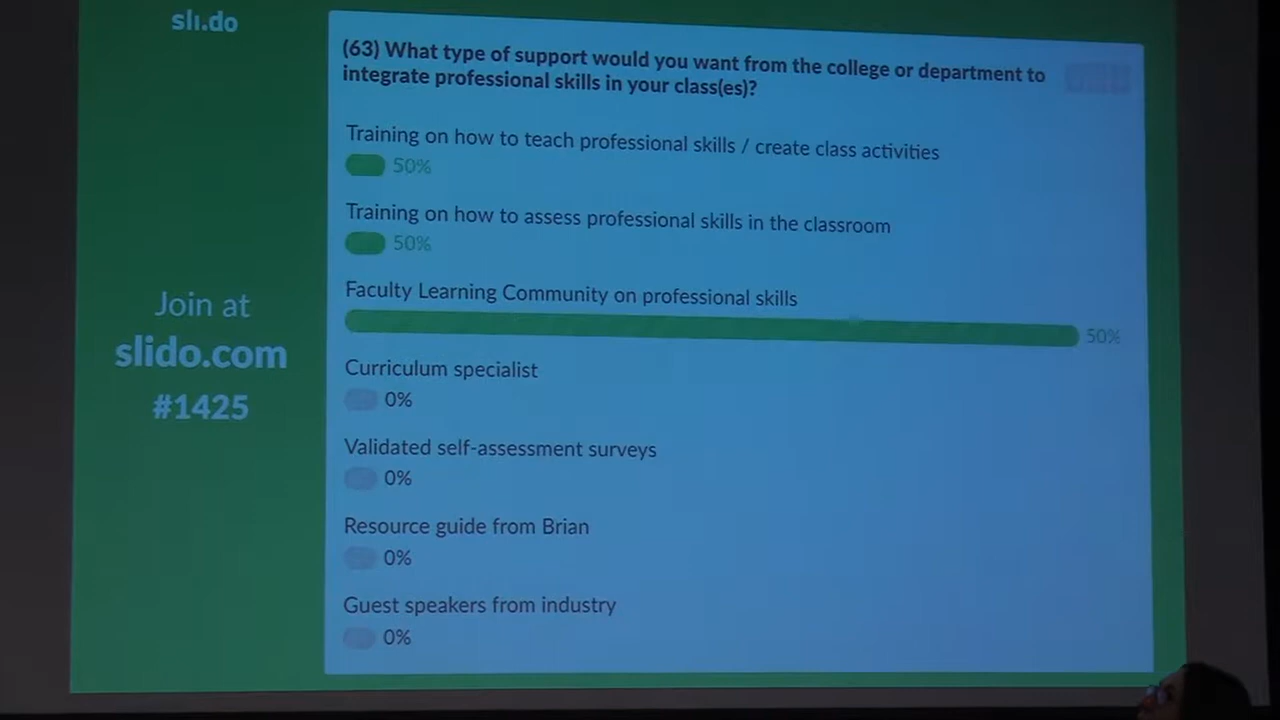 sli.do
(63) What type of support would you want from the college or department to
integrate professional skills in your class(es)?
Training on how to teach professional skills / create class activities
50%
Training on how to assess professional skills in the classroom
50%
Faculty Learning Community on professional skills
50%
Join at
slido.com
#1425
Curriculum specialist
0%
Validated self-assessment surveys
0%
Resource guide from Brian
0%
Guest speakers from industry
0%